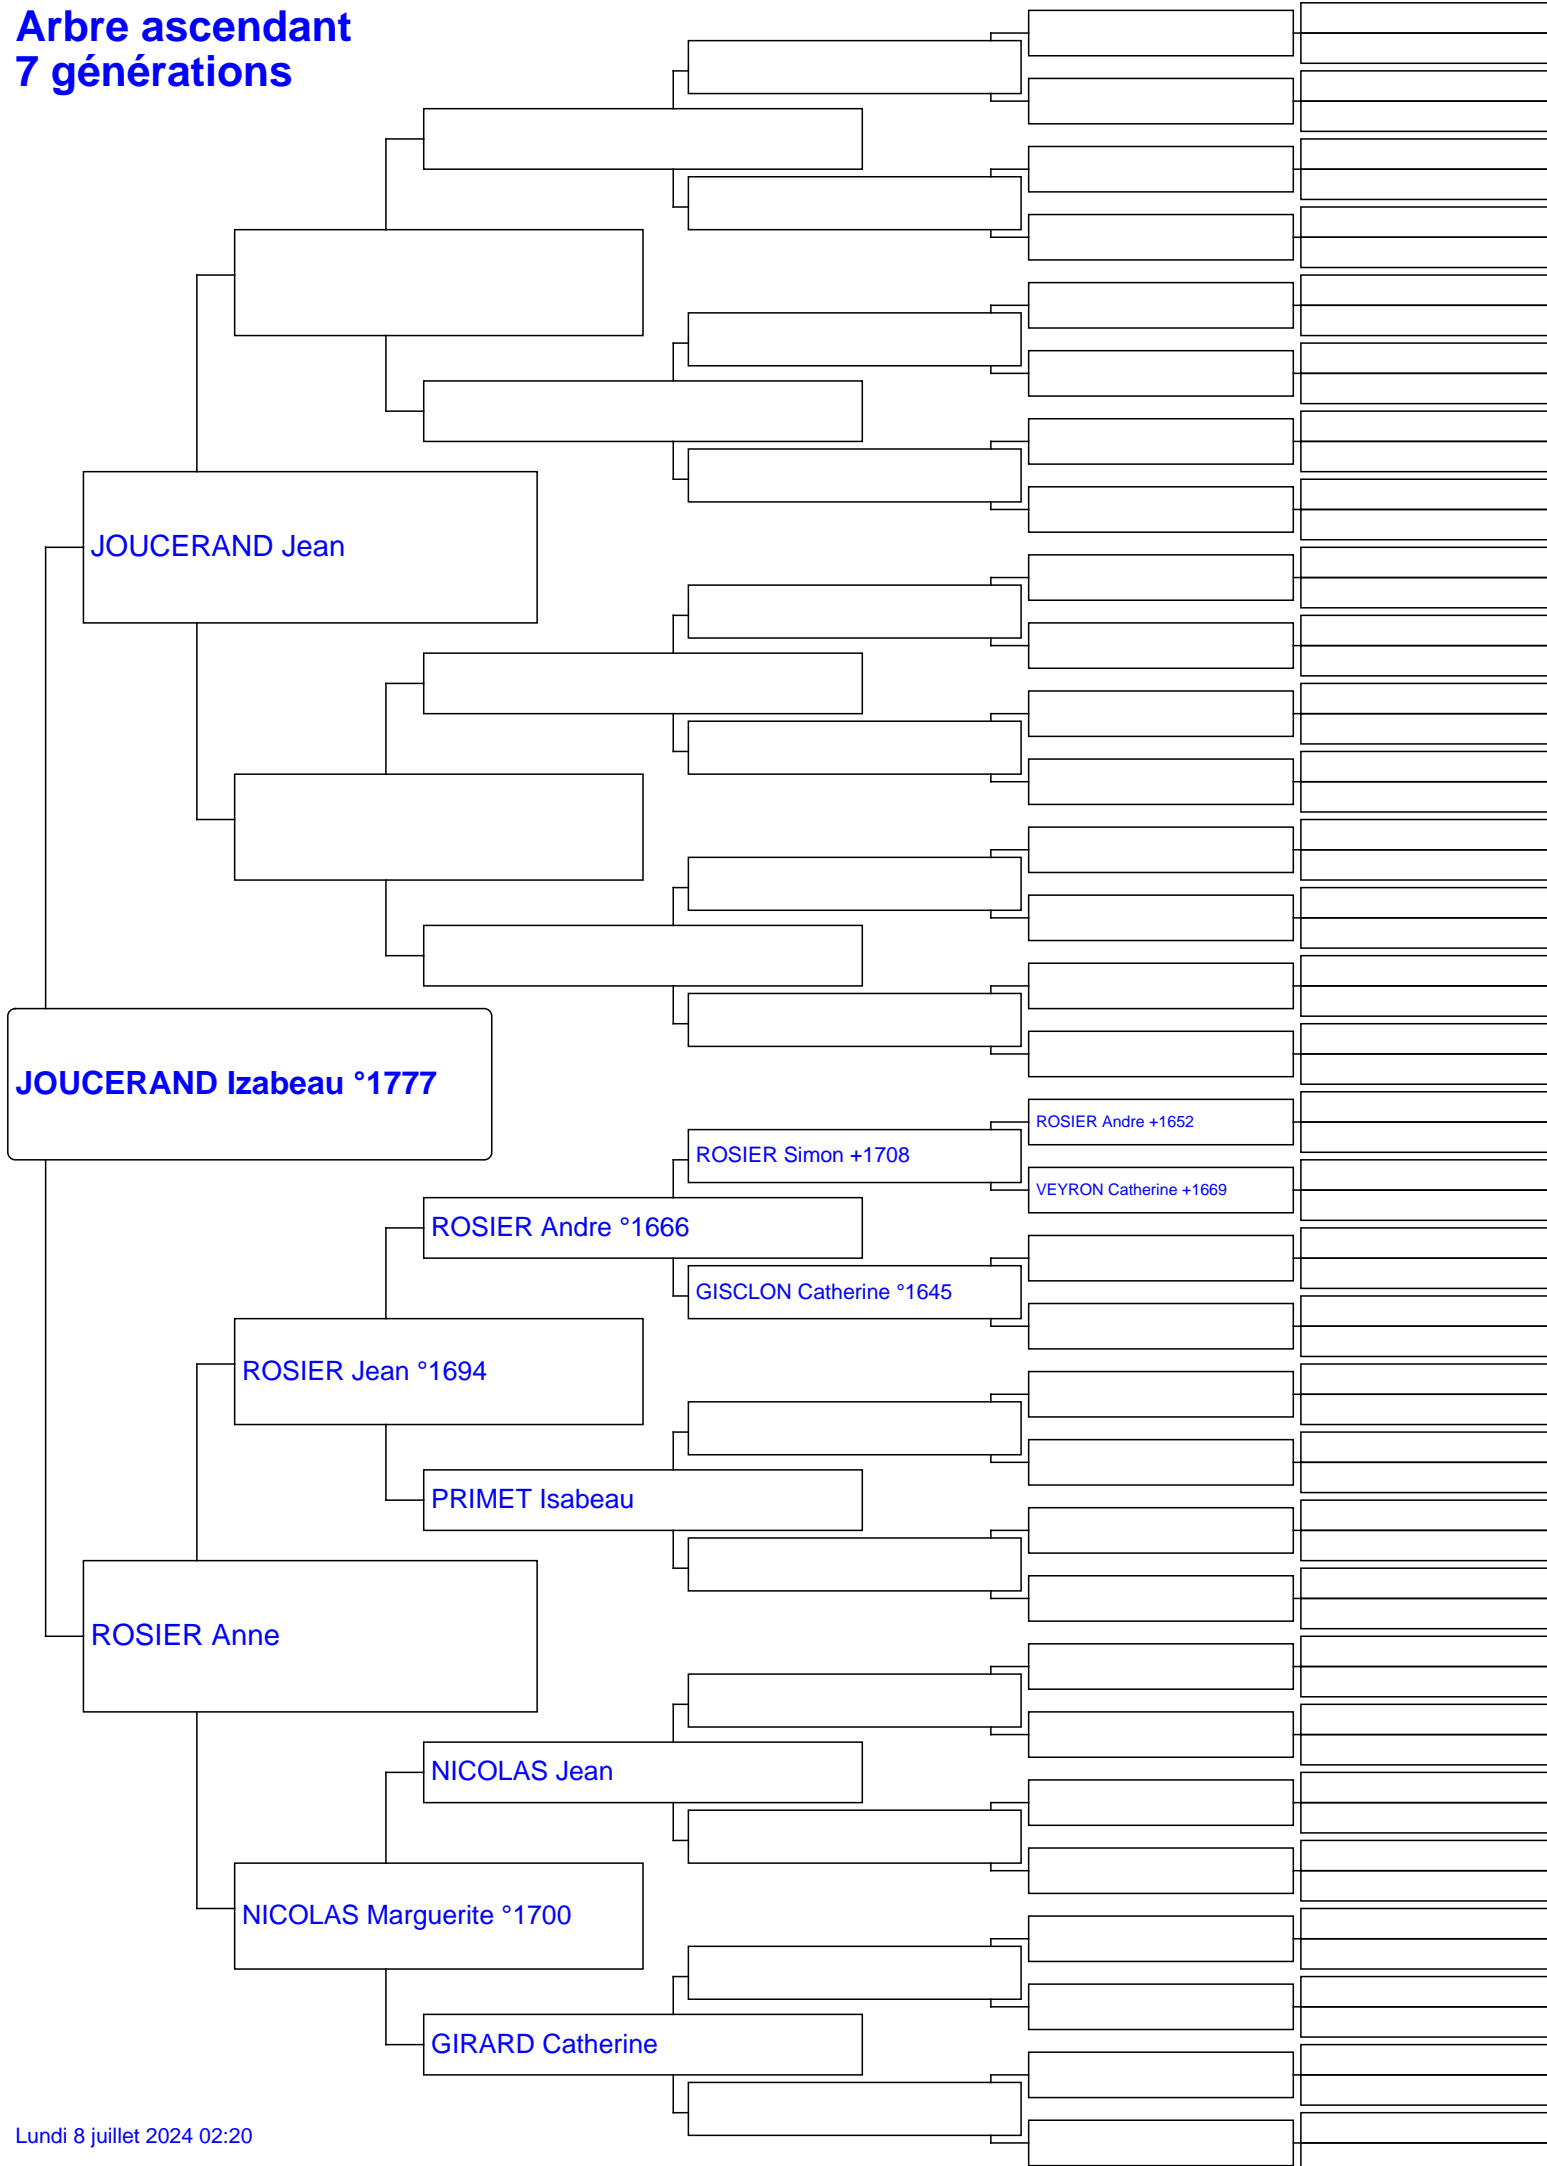 Arbre ascendant
7 générations
JOUCERAND Jean
JOUCERAND Izabeau °1777
ROSIER Andre +1652
ROSIER Simon +1708
VEYRON Catherine +1669
ROSIER Andre °1666
GISCLON Catherine °1645
ROSIER Jean °1694
PRIMET Isabeau
ROSIER Anne
NICOLAS Jean
NICOLAS Marguerite °1700
GIRARD Catherine
Lundi 8 juillet 2024 02:20